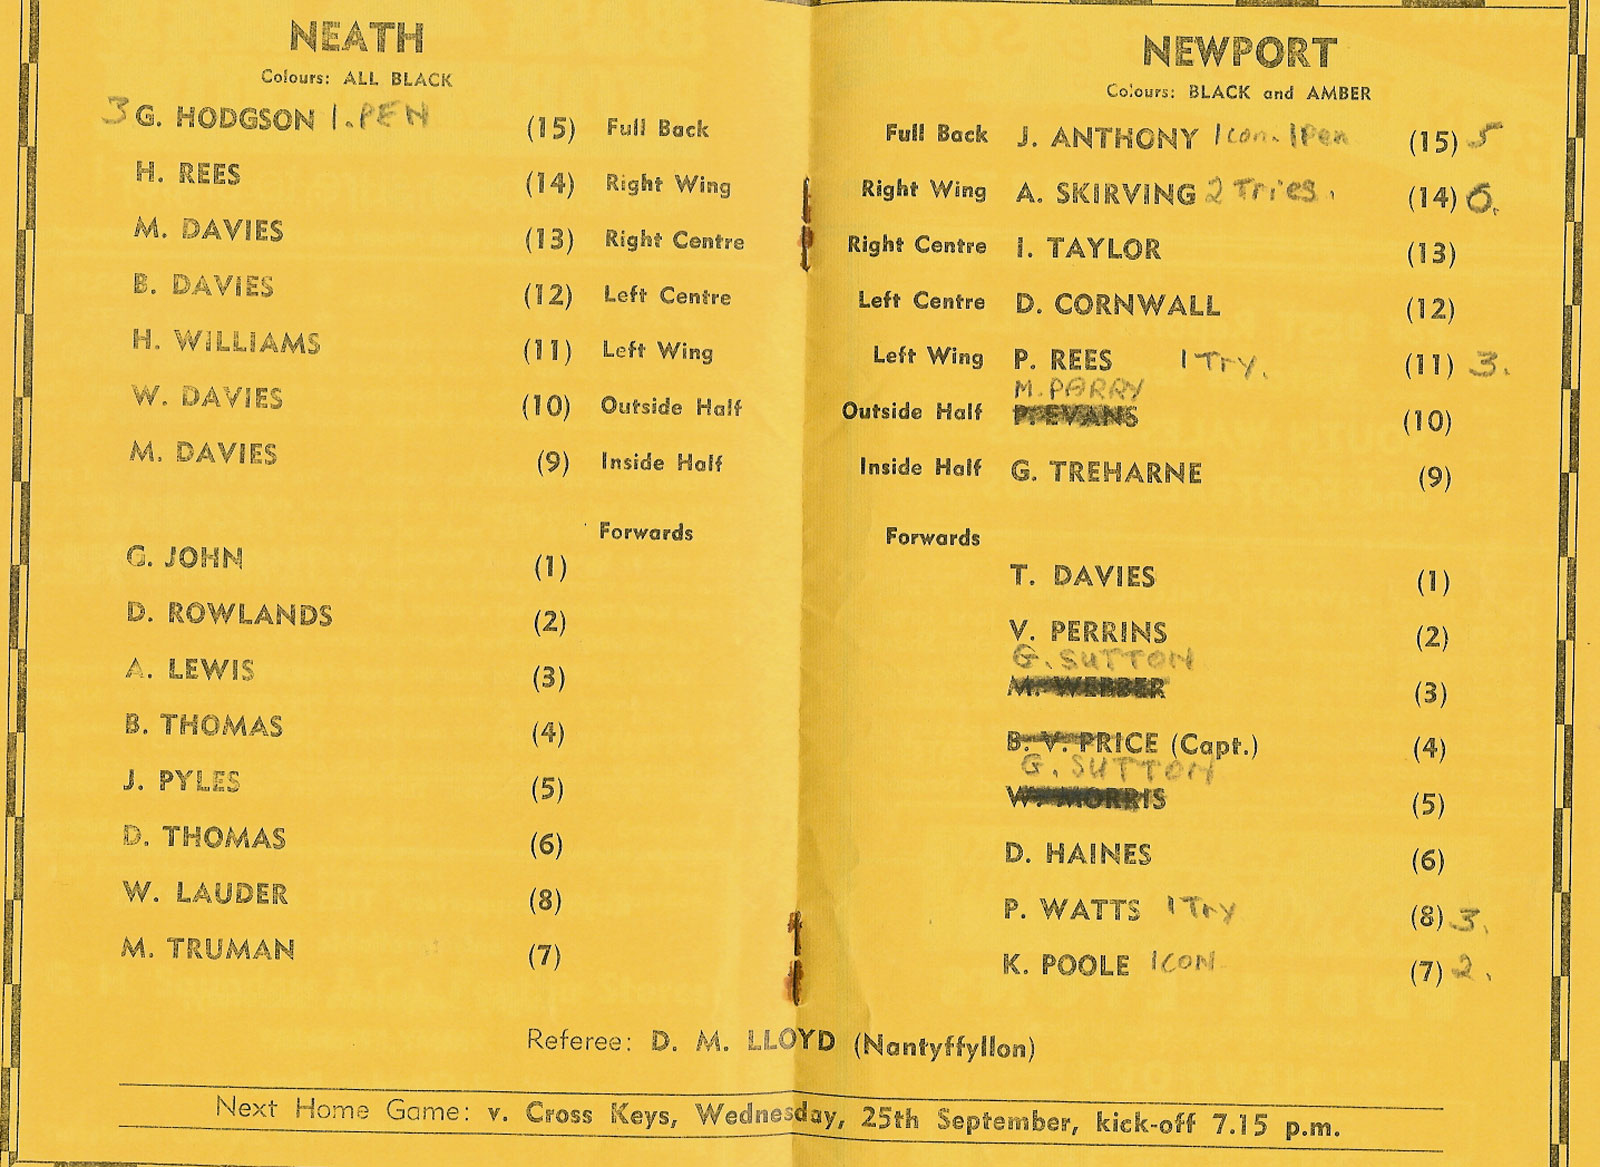 NEATH
Colours: ALL BLACK
3 G. HODGSON 1.PEN (15) Full Back
H. REES (14) Right Wing
M. DAVIES (13) Right Centre
B. DAVIES (12) Left Centre
H. WILLIAMS (11) Left Wing
W. DAVIES (10) Outside Half
M. DAVIES (9) Inside Half
Forwards
G. JOHN (1)
D. ROWLANDS (2)
A. LEWIS (3)
B. THOMAS (4)
J. PYLES (5)
D. THOMAS (6)
W. LAUDER (8)
M. TRUMAN (7)
NEWPORT
Colours: BLACK and AMBER
Full Back J. ANTHONY 1 Con. 1 Pen (15) 5
Right Wing A. SKIRVING 2 Tries. (14) 6.
Right Centre I. TAYLOR (13)
Left Centre D. CORNWALL (12)
Left Wing P. REES 1 Try. (11) 3.
M. PARRY
Outside Half P. EVANS (10)
Inside Half G. TREHARNE (9)
Forwards
T. DAVIES (1)
V. PERRINS (2)
G. SUTTON
M. WEBBER (3)
B. V. PRICE (Capt.) (4)
G. SUTTON
W. MORRIS (5)
D. HAINES (6)
P. WATTS 1 Try (8) 3.
K. POOLE 1 CON (7) 2.
Referee: D. M. LLOYD (Nantyffyllon)
Next Home Game: v. Cross Keys, Wednesday, 25th September, kick-off 7.15 p.m.